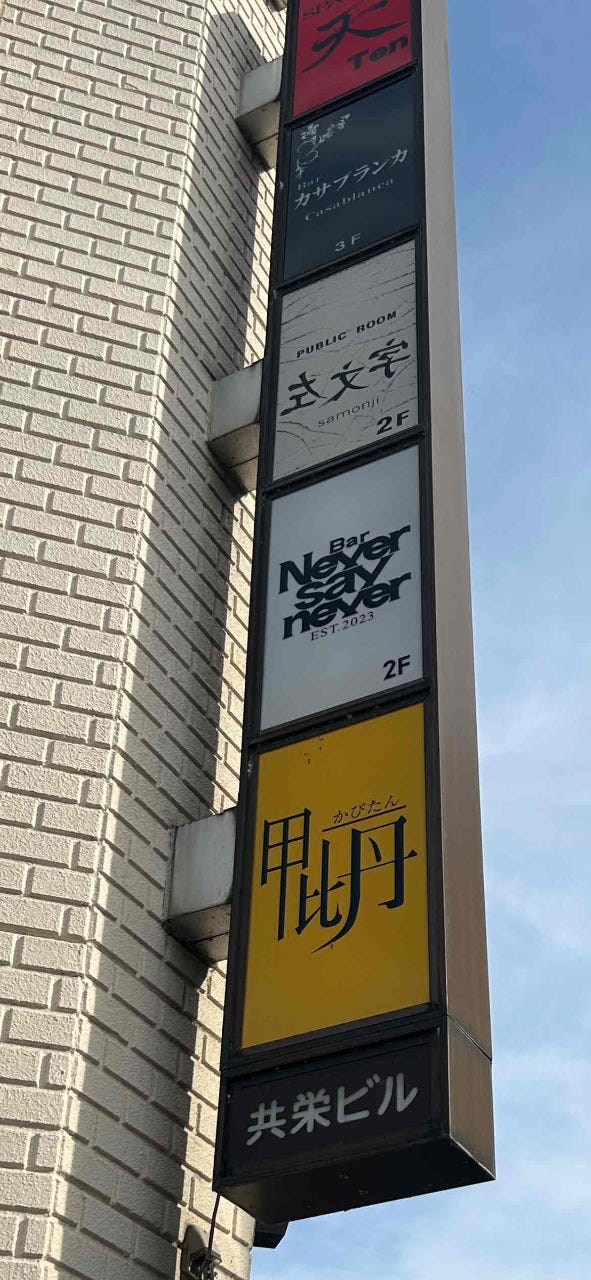 天
Ten
Bar
カサブランカ
Casablanca
3F
PUBLIC ROOM
左文字
samonji
2F
Bar
Never
say
never
EST.2023
2F
かぴたん
甲比丹
共栄ビル